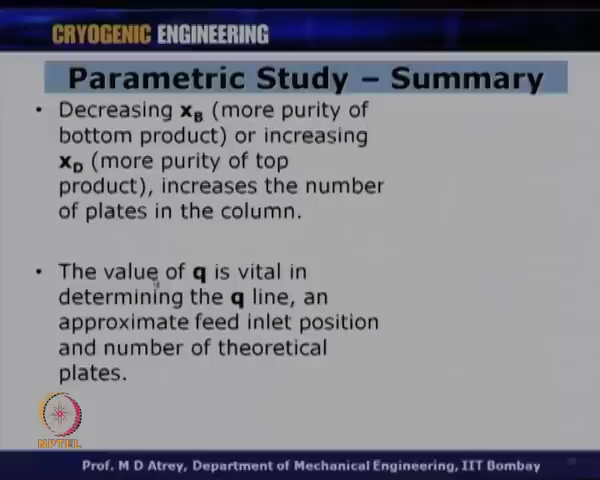 CRYOGENIC ENGINEERING
Parametric Study – Summary
• Decreasing xB (more purity of
bottom product) or increasing
xD (more purity of top
product), increases the number
of plates in the column.
• The value of q is vital in
determining the q line, an
approximate feed inlet position
and number of theoretical
plates.
NPTEL
Prof. M D Atrey, Department of Mechanical Engineering, IIT Bombay